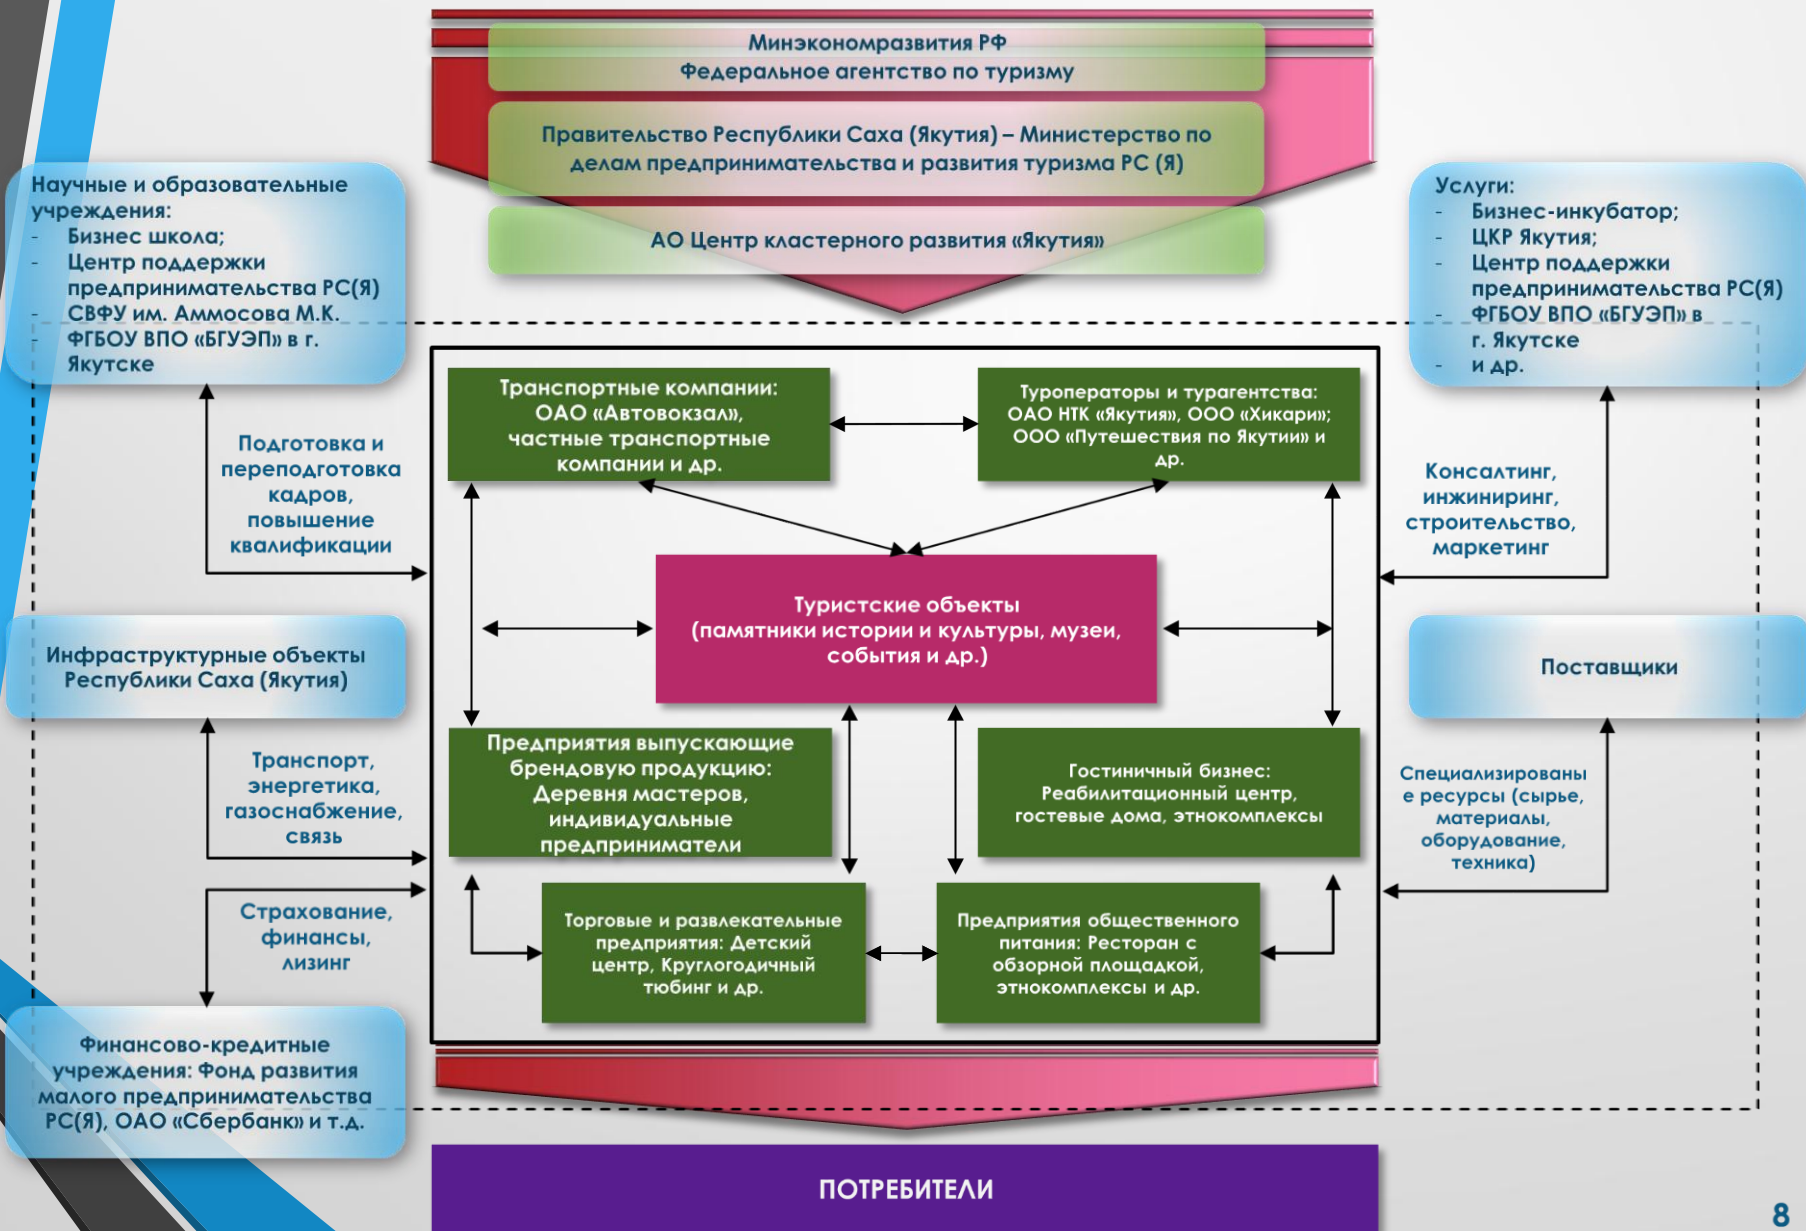 Минэкономразвития РФ
Федеральное агентство по туризму
Правительство Республики Саха (Якутия) – Министерство по
делам предпринимательства и развития туризма РС (Я)
АО Центр кластерного развития «Якутия»
Научные и образовательные
учреждения:
- Бизнес школа;
- Центр поддержки
предпринимательства РС(Я)
- СВФУ им. Аммосова М.К.
- ФГБОУ ВПО «БГУЭП» в г.
Якутске
Услуги:
- Бизнес-инкубатор;
- ЦКР Якутия;
- Центр поддержки
предпринимательства РС(Я)
- ФГБОУ ВПО «БГУЭП» в
г. Якутске
- и др.
Транспортные компании:
ОАО «Автовокзал»,
частные транспортные
компании и др.
Туроператоры и турагентства:
ОАО НТК «Якутия», ООО «Хикари»;
ООО «Путешествия по Якутии» и
др.
Подготовка и
переподготовка
кадров,
повышение
квалификации
Консалтинг,
инжиниринг,
строительство,
маркетинг
Туристские объекты
(памятники истории и культуры, музеи,
события и др.)
Инфраструктурные объекты
Республики Саха (Якутия)
Поставщики
Транспорт,
энергетика,
газоснабжение,
связь
Предприятия выпускающие
брендовую продукцию:
Деревня мастеров,
индивидуальные
предприниматели
Гостиничный бизнес:
Реабилитационный центр,
гостевые дома, этнокомплексы
Специализированы
е ресурсы (сырье,
материалы,
оборудование,
техника)
Страхование,
финансы,
лизинг
Торговые и развлекательные
предприятия: Детский
центр, Круглогодичный
тюбинг и др.
Предприятия общественного
питания: Ресторан с
обзорной площадкой,
этнокомплексы и др.
Финансово-кредитные
учреждения: Фонд развития
малого предпринимательства
РС(Я), ОАО «Сбербанк» и т.д.
ПОТРЕБИТЕЛИ
8